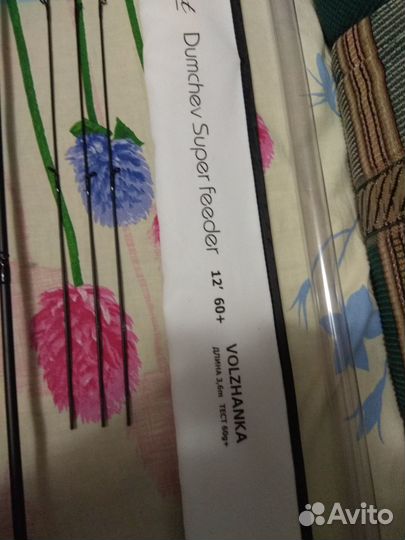 Dumchev Super feeder
12' 60+
VOLZHANKA
ДЛИНА 3,6m ТЕСТ 60g+
Avito